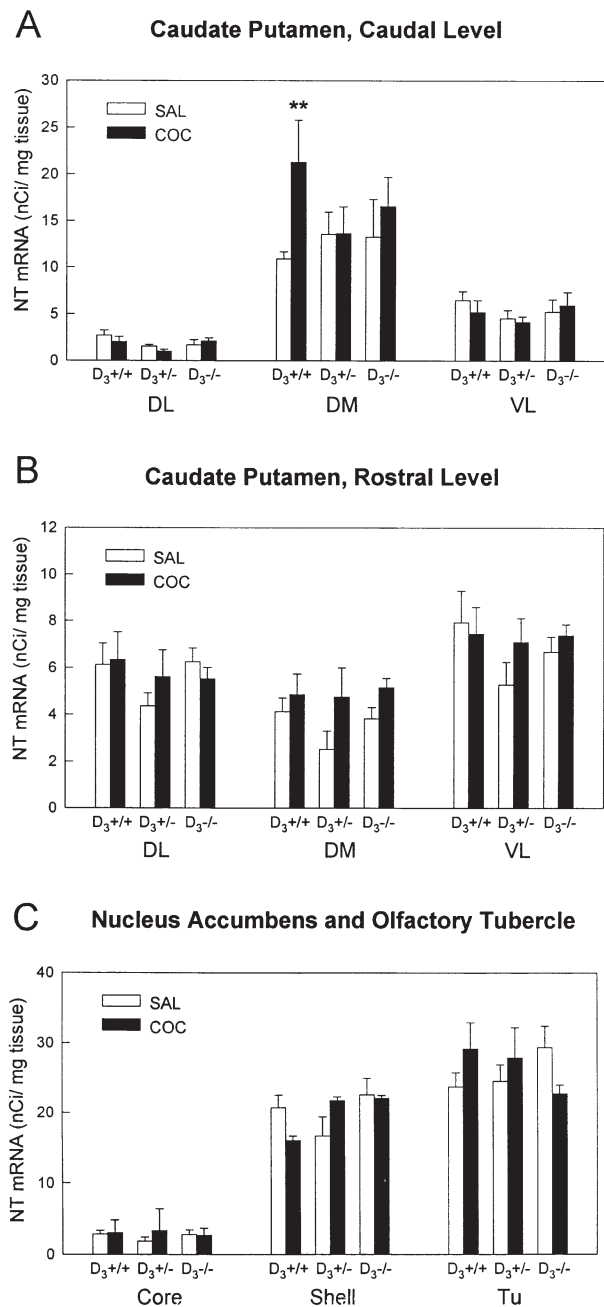 A Caudate Putamen, Caudal Level
NT mRNA (nCi/ mg tissue)
30
25
20
15
10
5
0
SAL
COC
**
D3+/+ D3+/- D3-/- D3+/+ D3+/- D3-/- D3+/+ D3+/- D3-/-
DL DM VL
B Caudate Putamen, Rostral Level
NT mRNA (nCi/ mg tissue)
12
10
8
6
4
2
0
SAL
COC
D3+/+ D3+/- D3-/- D3+/+ D3+/- D3-/- D3+/+ D3+/- D3-/-
DL DM VL
C Nucleus Accumbens and Olfactory Tubercle
NT mRNA (nCi/ mg tissue)
40
30
20
10
0
SAL
COC
D3+/+ D3+/- D3-/- D3+/+ D3+/- D3-/- D3+/+ D3+/- D3-/-
Core Shell Tu